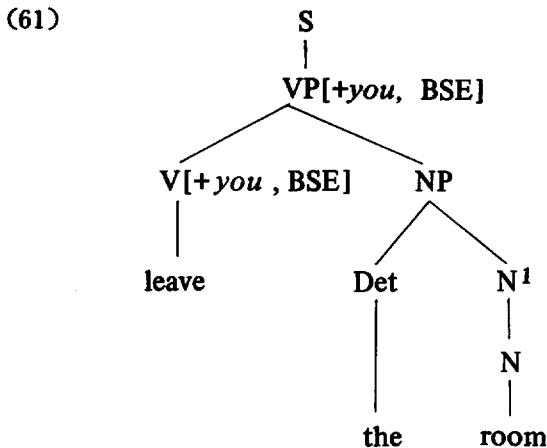 (61) S
VP[+you, BSE]
V[+you , BSE] NP
leave Det N¹
N
the room